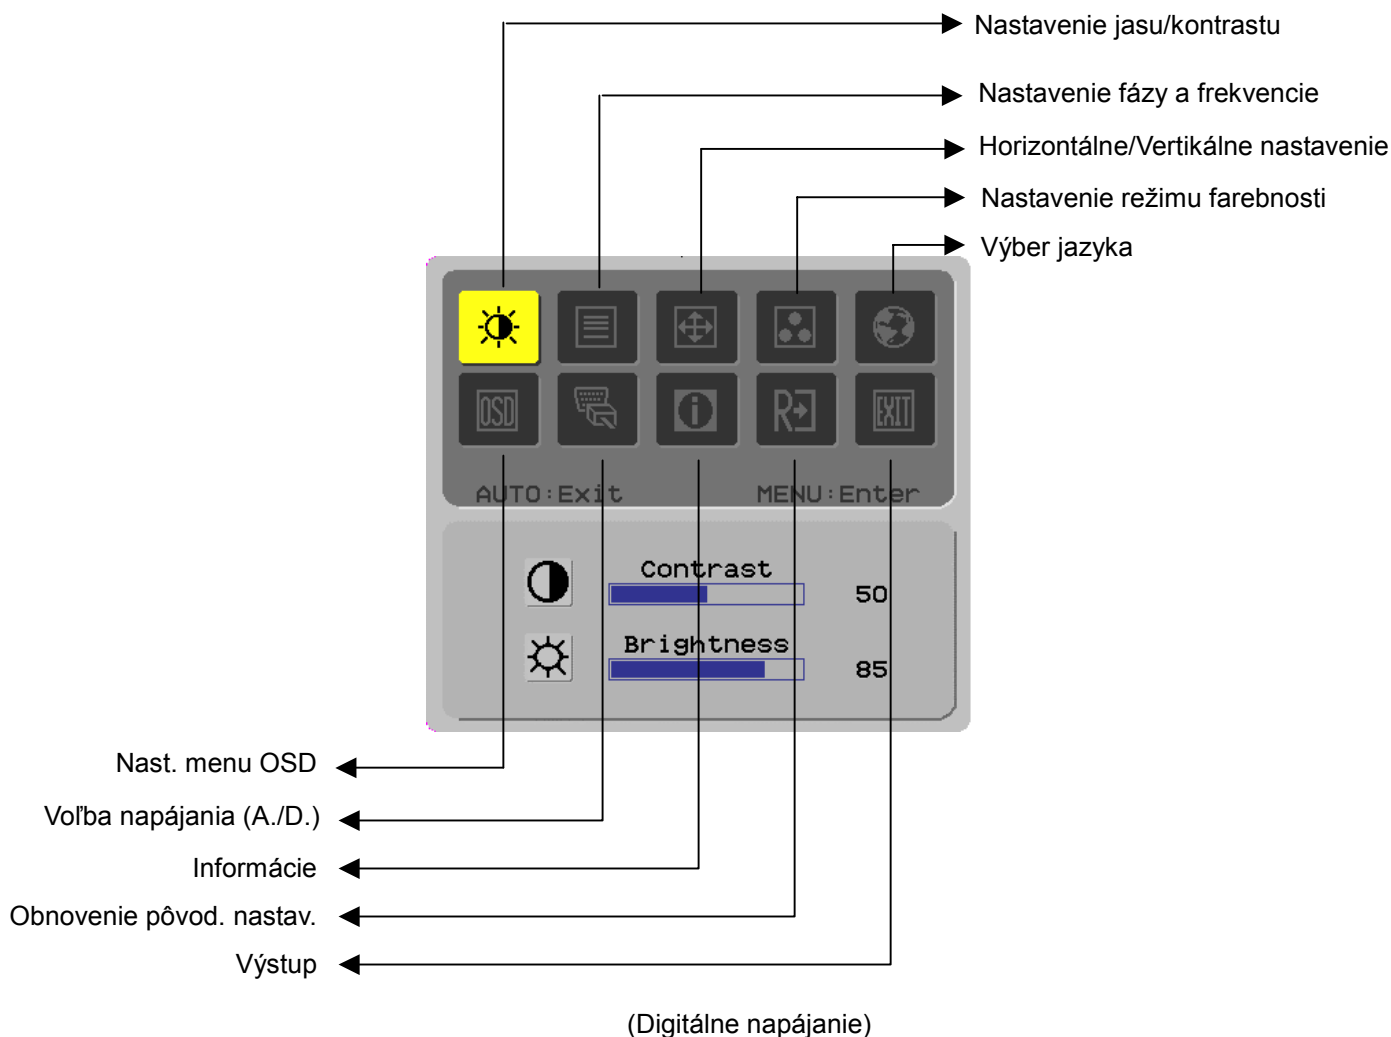 Nastavenie jasu/kontrastu
Nastavenie fázy a frekvencie
Horizontálne/Vertikálne nastavenie
Nastavenie režimu farebnosti
Výber jazyka
OSD
R
EXIT
AUTO:Exit MENU:Enter
Contrast
50
Brightness
85
Nast. menu OSD
Voľba napájania (A./D.)
Informácie
Obnovenie pôvod. nastav.
Výstup
(Digitálne napájanie)